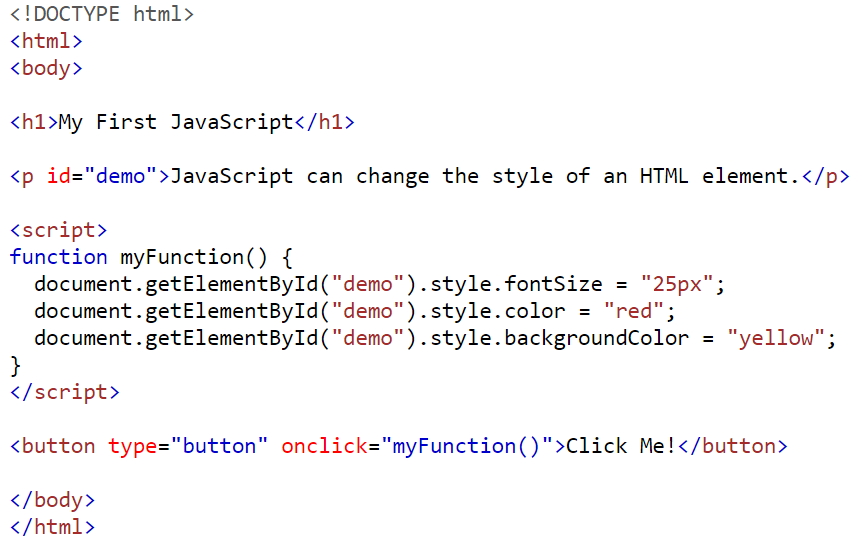 <!DOCTYPE html>
<html>
<body>
<h1>My First JavaScript</h1>
<p id="demo">JavaScript can change the style of an HTML element.</p>
<script>
function myFunction() {
  document.getElementById("demo").style.fontSize = "25px";
  document.getElementById("demo").style.color = "red";
  document.getElementById("demo").style.backgroundColor = "yellow";
}
</script>
<button type="button" onclick="myFunction()">Click Me!</button>
</body>
</html>